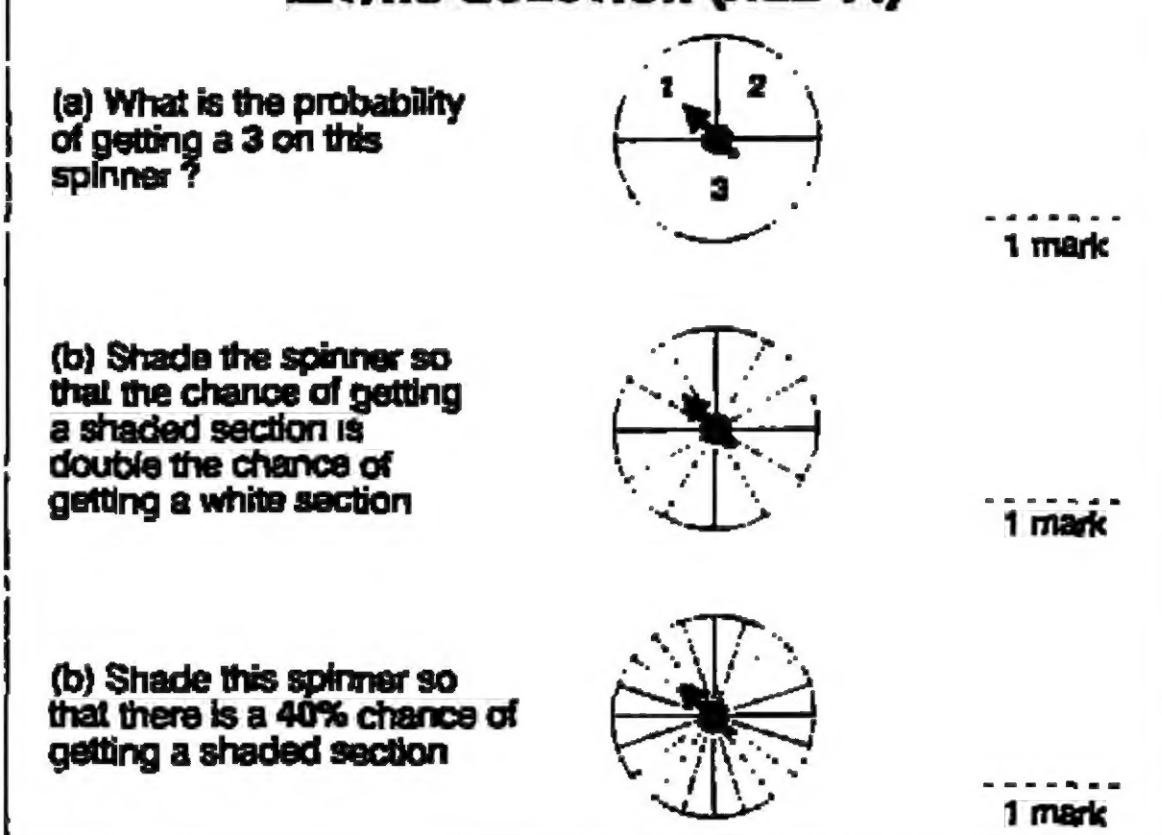 (a) What is the probability
of getting a 3 on this
spinner ?
1 2
3
1 mark
(b) Shade the spinner so
that the chance of getting
a shaded section is
double the chance of
getting a white section
1 mark
(b) Shade this spinner so
that there is a 40% chance of
getting a shaded section
1 mark